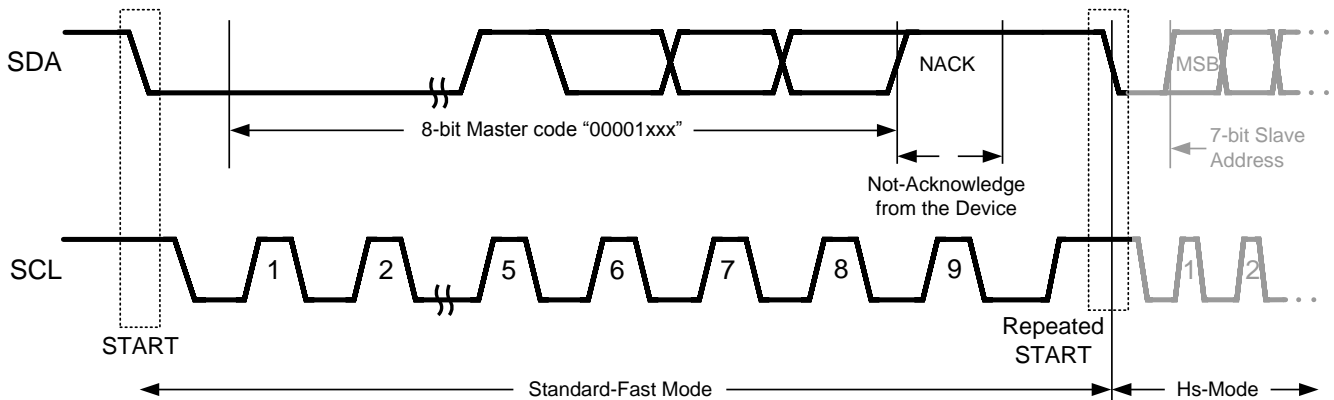 SDA
NACK
MSB
8-bit Master code “00001xxx”
7-bit Slave
Address
Not-Acknowledge
from the Device
SCL
1
2
5
6
7
8
9
1
2
START
Repeated
START
Standard-Fast Mode
Hs-Mode